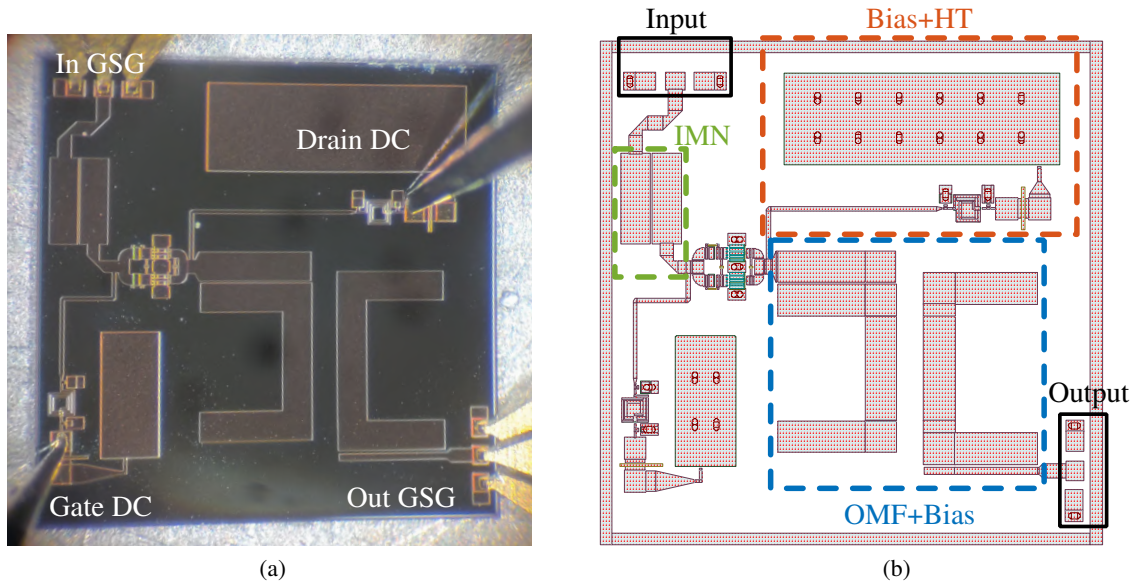 In GSG
Drain DC
Gate DC
Out GSG
(a)
Input
Bias+HT
IMN
Output
OMF+Bias
(b)